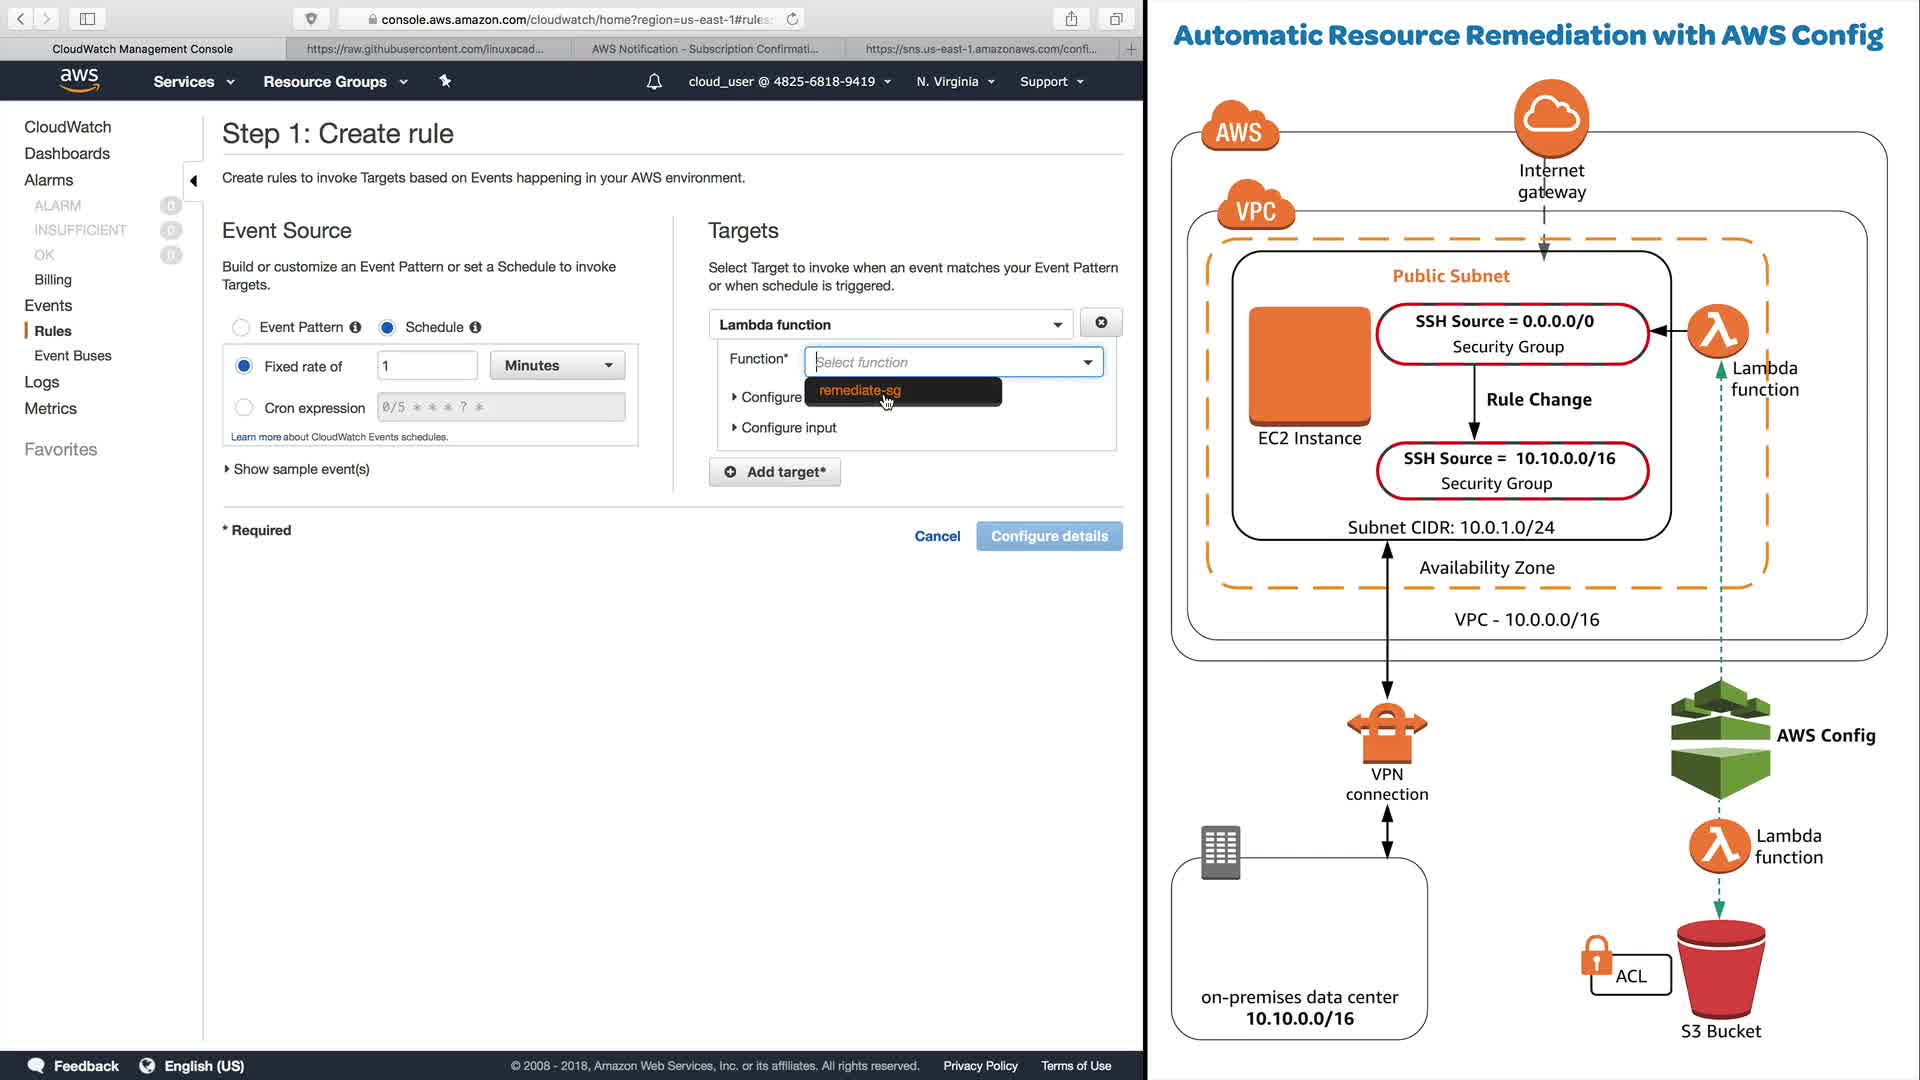 console.aws.amazon.com/cloudwatch/home?region=us-east-1#rules:
CloudWatch Management Console
https://raw.githubusercontent.com/linuxacad...
AWS Notification - Subscription Confirmati...
https://sns.us-east-1.amazonaws.com/confi...
aws
Services
Resource Groups
cloud_user @ 4825-6818-9419
N. Virginia
Support
CloudWatch
Dashboards
Alarms
ALARM 0
INSUFFICIENT 0
OK 0
Billing
Events
Rules
Event Buses
Logs
Metrics
Favorites
Step 1: Create rule
Create rules to invoke Targets based on Events happening in your AWS environment.
Event Source
Build or customize an Event Pattern or set a Schedule to invoke
Targets.
Event Pattern
Schedule
Fixed rate of 1 Minutes
Cron expression 0/5 * * * ? *
Learn more about CloudWatch Events schedules.
Show sample event(s)
Targets
Select Target to invoke when an event matches your Event Pattern
or when schedule is triggered.
Lambda function
Function* Select function
remediate-sg
Configure
Configure input
Add target*
* Required
Cancel
Configure details
Feedback
English (US)
© 2008 - 2018, Amazon Web Services, Inc. or its affiliates. All rights reserved.
Privacy Policy
Terms of Use
Automatic Resource Remediation with AWS Config
AWS
Internet
gateway
VPC
Public Subnet
SSH Source = 0.0.0.0/0
Security Group
Lambda
function
Rule Change
EC2 Instance
SSH Source = 10.10.0.0/16
Security Group
Subnet CIDR: 10.0.1.0/24
Availability Zone
VPC - 10.0.0.0/16
VPN
connection
AWS Config
Lambda
function
on-premises data center
10.10.0.0/16
ACL
S3 Bucket